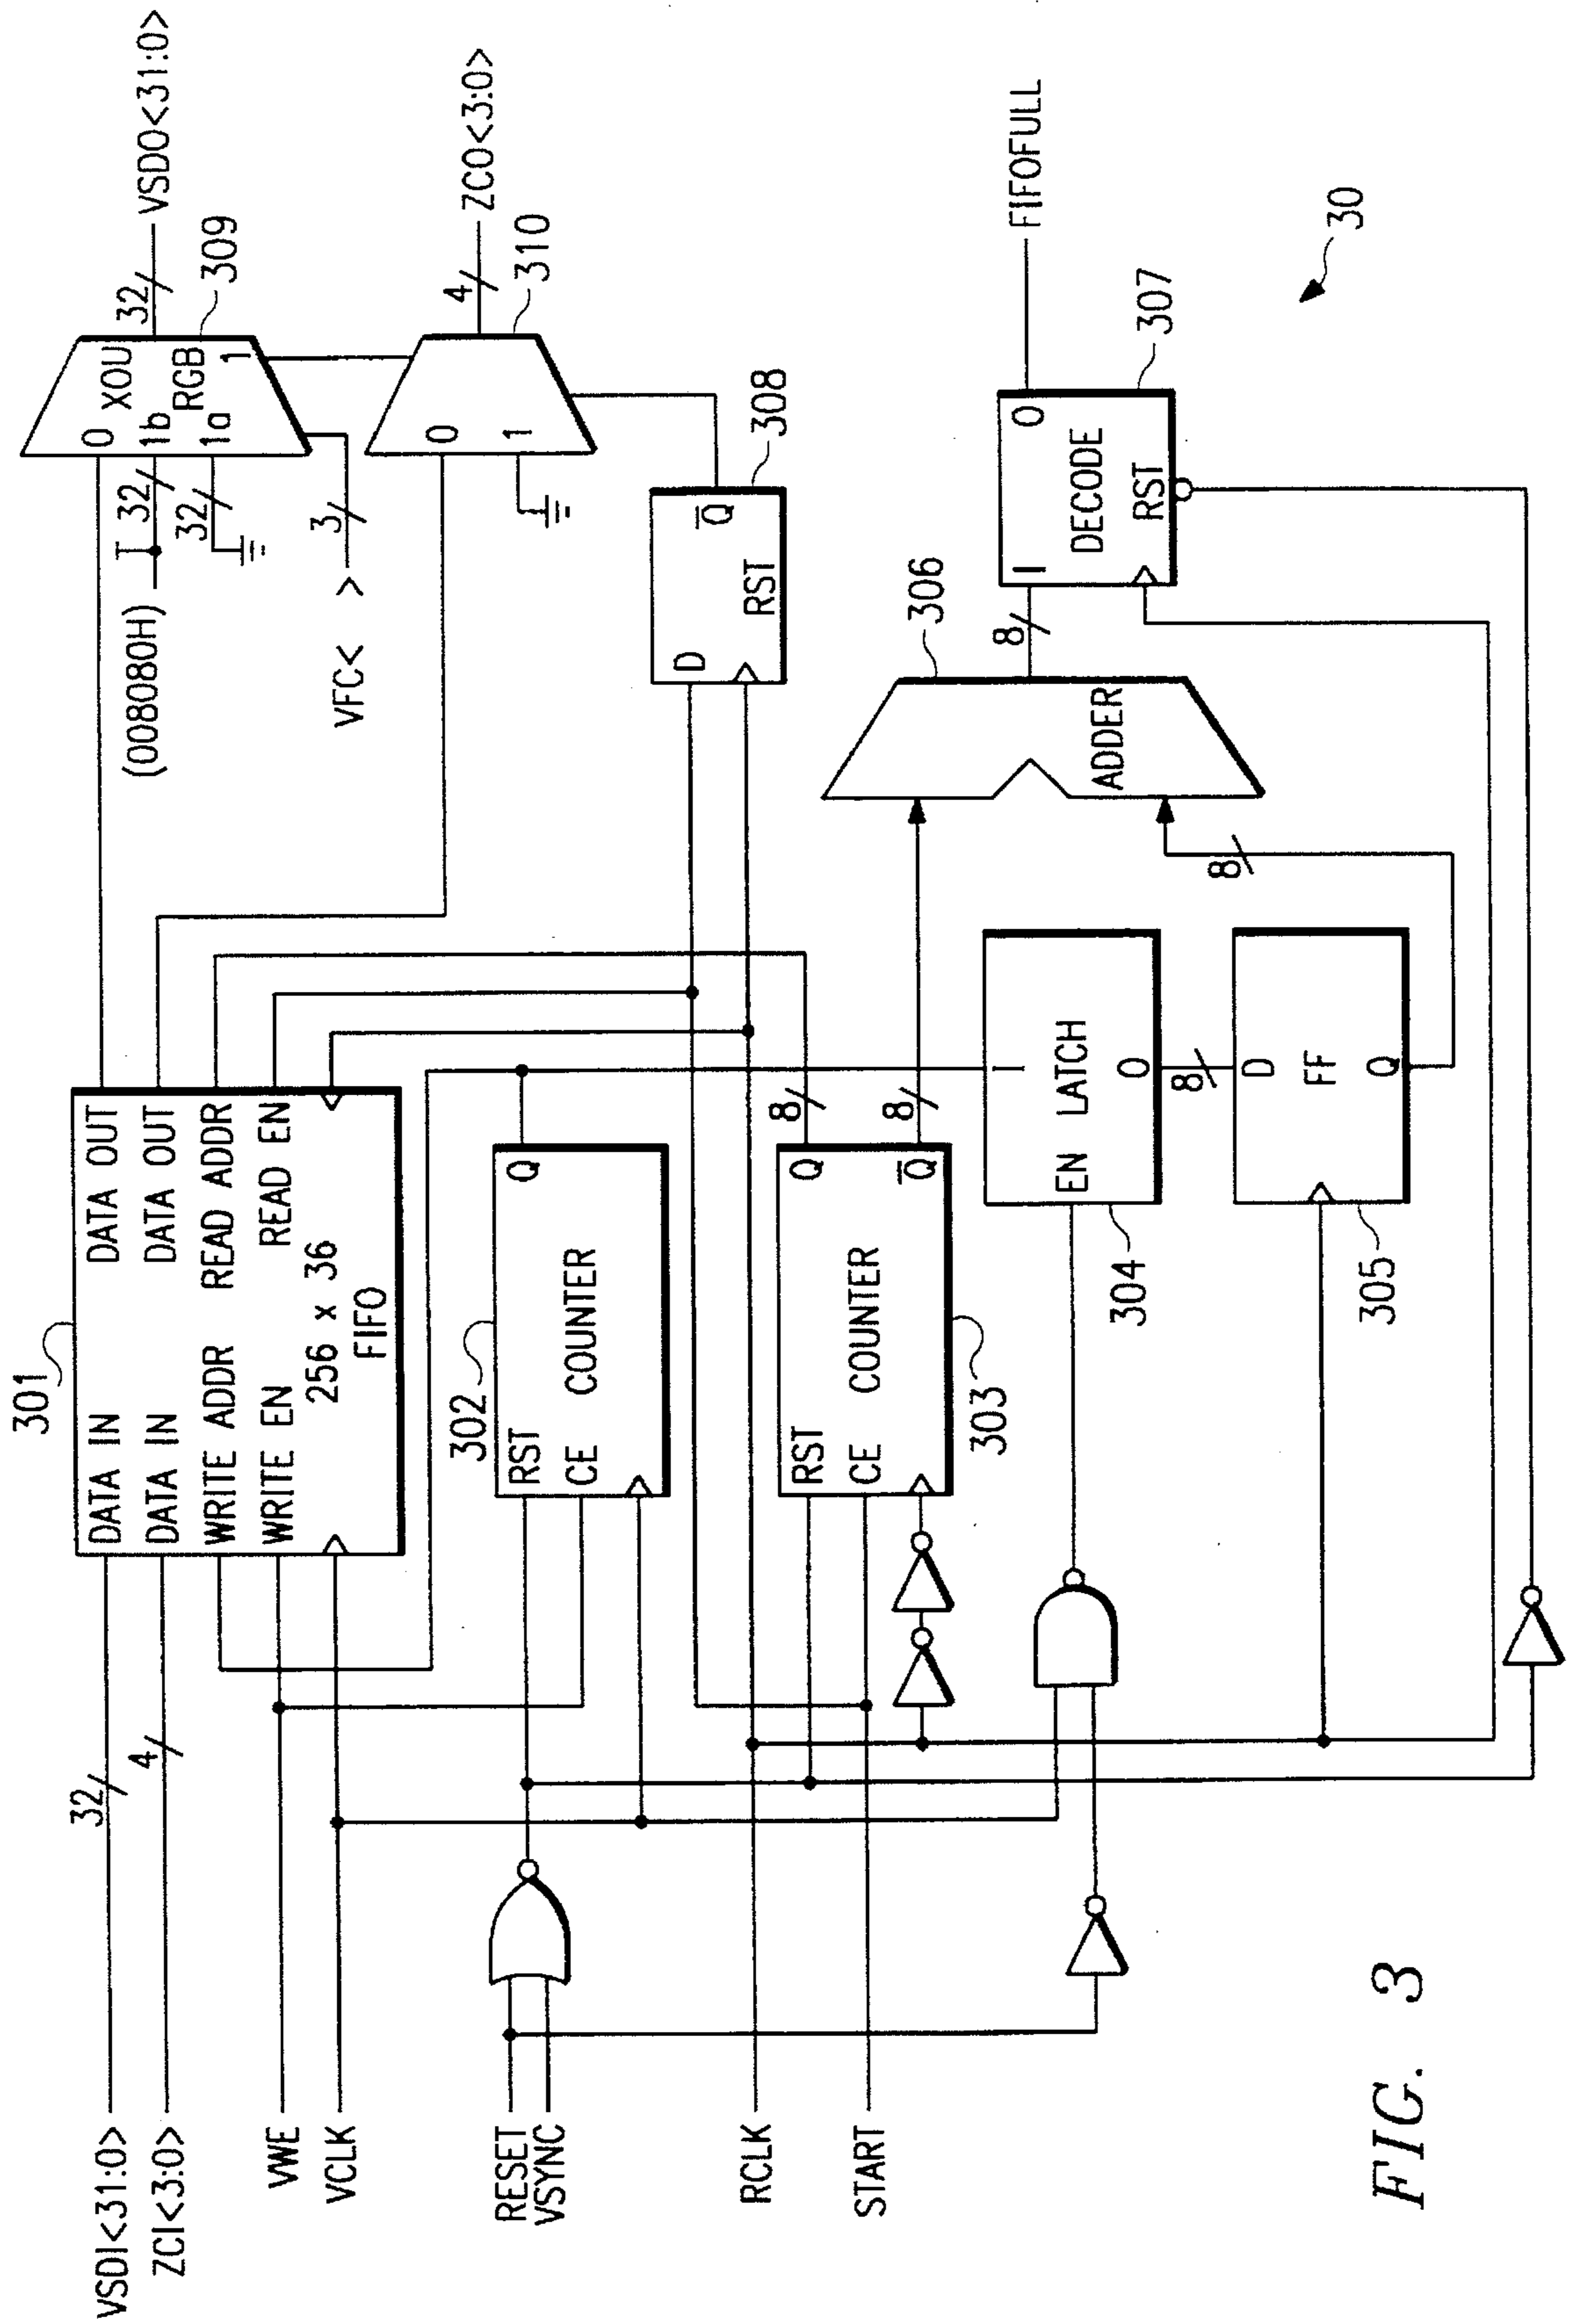 VSDI<31:0>
ZCI<3:0>
VWE
VCLK
RESET
VSYNC
RCLK
START
32
4
301
DATA IN
DATA IN
WRITE ADDR
WRITE EN
DATA OUT
DATA OUT
READ ADDR
READ EN
256 x 36
FIFO
302
RST
CE
COUNTER
Q
303
RST
CE
COUNTER
Q
Q̅
8
8
304
EN LATCH
I
O
8
305
D
FF
Q
8
306
ADDER
8
307
I
O
DECODE
RST
FIFOFULL
308
D
Q̅
RST
(008080H)
VFC< >
3
32
32
0
XOU
1b
RGB
1a
1
309
32
VSDO<31:0>
0
1
310
4
ZCO<3:0>
30
FIG. 3